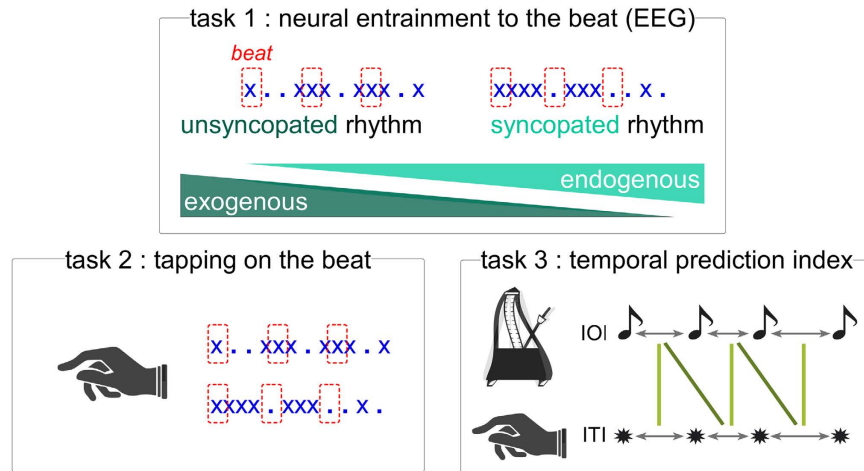 task 1 : neural entrainment to the beat (EEG)
beat
x..xxx.xxx.x xxxx.xxx..x.
unsyncopated rhythm syncopated rhythm
endogenous
exogenous
task 2 : tapping on the beat
x..xxx.xxx.x
xxxx.xxx..x.
task 3 : temporal prediction index
IOI
ITI